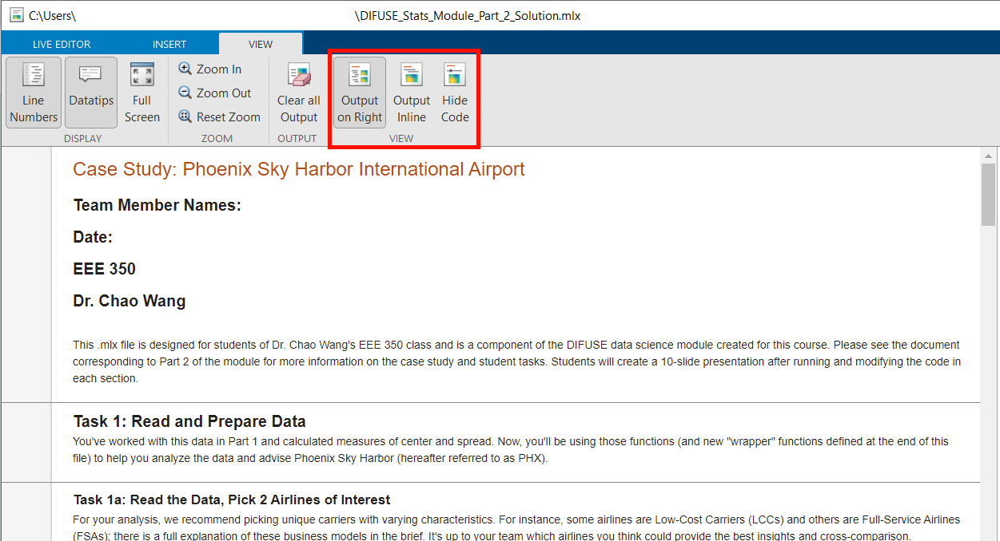 C:\Users\ \DIFUSE_Stats_Module_Part_2_Solution.mlx
LIVE EDITOR INSERT VIEW
Line Numbers
Datatips
Full Screen
DISPLAY
Zoom In
Zoom Out
Reset Zoom
ZOOM
Clear all Output
OUTPUT
Output on Right
Output Inline
Hide Code
VIEW
Case Study: Phoenix Sky Harbor International Airport
Team Member Names:
Date:
EEE 350
Dr. Chao Wang
This .mlx file is designed for students of Dr. Chao Wang's EEE 350 class and is a component of the DIFUSE data science module created for this course. Please see the document
corresponding to Part 2 of the module for more information on the case study and student tasks. Students will create a 10-slide presentation after running and modifying the code in
each section.
Task 1: Read and Prepare Data
You've worked with this data in Part 1 and calculated measures of center and spread. Now, you'll be using those functions (and new "wrapper" functions defined at the end of this
file) to help you analyze the data and advise Phoenix Sky Harbor (hereafter referred to as PHX).
Task 1a: Read the Data, Pick 2 Airlines of Interest
For your analysis, we recommend picking unique carriers with varying characteristics. For instance, some airlines are Low-Cost Carriers (LCCs) and others are Full-Service Airlines
(FSAs); there is a full explanation of these business models in the brief. It's up to your team which airlines you think could provide the best insights and cross-comparison.